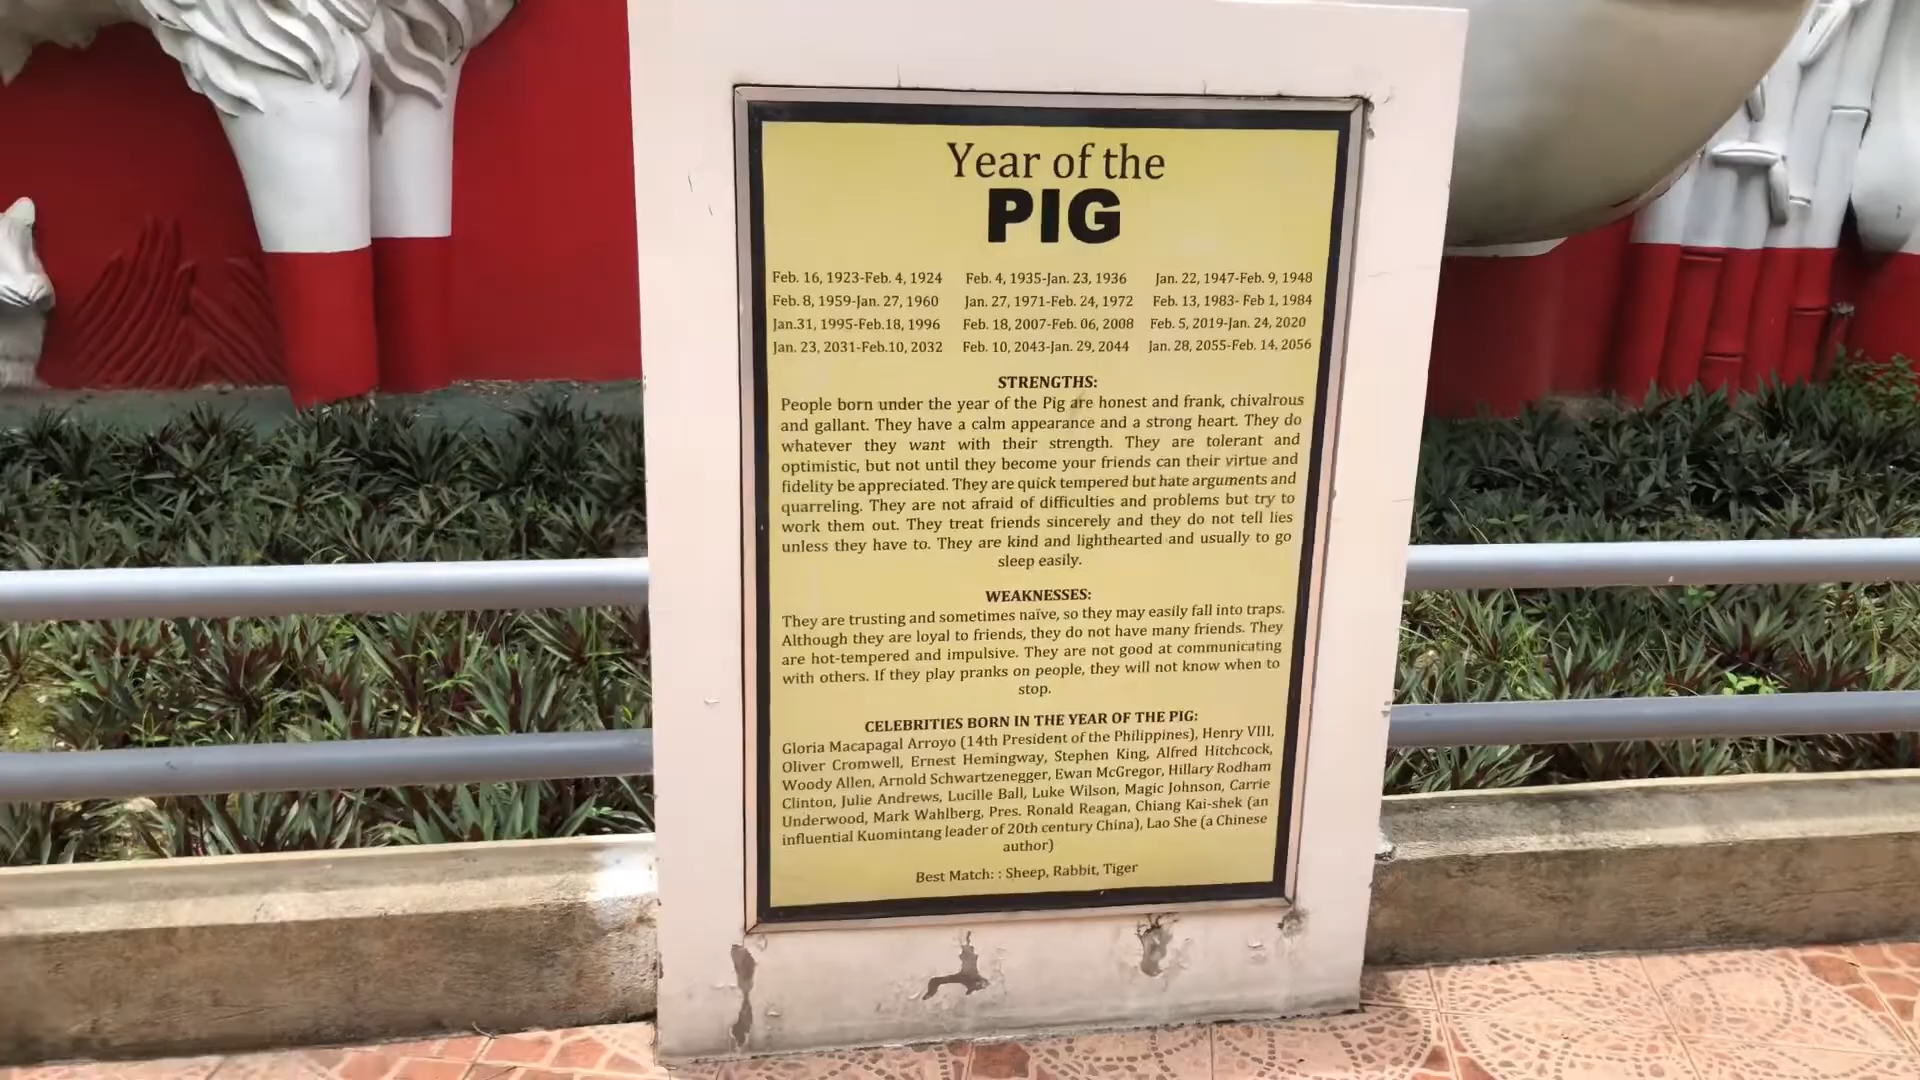 Year of the
PIG
Feb. 16, 1923-Feb. 4, 1924 Feb. 4, 1935-Jan. 23, 1936 Jan. 22, 1947-Feb. 9, 1948
Feb. 8, 1959-Jan. 27, 1960 Jan. 27, 1971-Feb. 24, 1972 Feb. 13, 1983- Feb 1, 1984
Jan.31, 1995-Feb.18, 1996 Feb. 18, 2007-Feb. 06, 2008 Feb. 5, 2019-Jan. 24, 2020
Jan. 23, 2031-Feb.10, 2032 Feb. 10, 2043-Jan. 29, 2044 Jan. 28, 2055-Feb. 14, 2056
STRENGTHS:
People born under the year of the Pig are honest and frank, chivalrous
and gallant. They have a calm appearance and a strong heart. They do
whatever they want with their strength. They are tolerant and
optimistic, but not until they become your friends can their virtue and
fidelity be appreciated. They are quick tempered but hate arguments and
quarreling. They are not afraid of difficulties and problems but try to
work them out. They treat friends sincerely and they do not tell lies
unless they have to. They are kind and lighthearted and usually to go
sleep easily.
WEAKNESSES:
They are trusting and sometimes naïve, so they may easily fall into traps.
Although they are loyal to friends, they do not have many friends. They
are hot-tempered and impulsive. They are not good at communicating
with others. If they play pranks on people, they will not know when to
stop.
CELEBRITIES BORN IN THE YEAR OF THE PIG:
Gloria Macapagal Arroyo (14th President of the Philippines), Henry VIII,
Oliver Cromwell, Ernest Hemingway, Stephen King, Alfred Hitchcock,
Woody Allen, Arnold Schwartzenegger, Ewan McGregor, Hillary Rodham
Clinton, Julie Andrews, Lucille Ball, Luke Wilson, Magic Johnson, Carrie
Underwood, Mark Wahlberg, Pres. Ronald Reagan, Chiang Kai-shek (an
influential Kuomintang leader of 20th century China), Lao She (a Chinese
author)
Best Match: : Sheep, Rabbit, Tiger